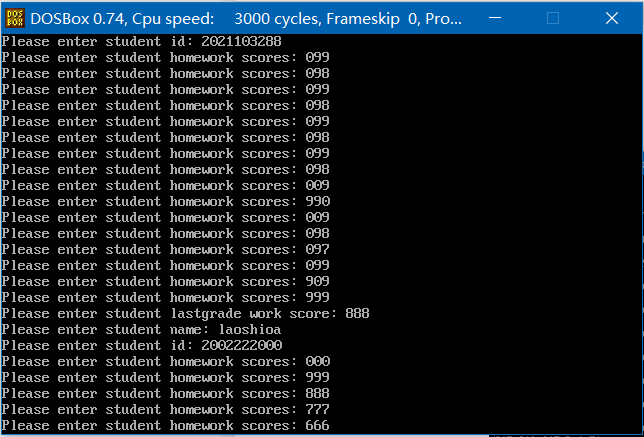 DOS
BOX
DOSBox 0.74, Cpu speed: 3000 cycles, Frameskip 0, Pro...
Please enter student id: 2021103288
Please enter student homework scores: 099
Please enter student homework scores: 098
Please enter student homework scores: 099
Please enter student homework scores: 098
Please enter student homework scores: 099
Please enter student homework scores: 098
Please enter student homework scores: 099
Please enter student homework scores: 098
Please enter student homework scores: 009
Please enter student homework scores: 990
Please enter student homework scores: 009
Please enter student homework scores: 098
Please enter student homework scores: 097
Please enter student homework scores: 099
Please enter student homework scores: 909
Please enter student homework scores: 999
Please enter student lastgrade work score: 888
Please enter student name: laoshioa
Please enter student id: 2002222000
Please enter student homework scores: 000
Please enter student homework scores: 999
Please enter student homework scores: 888
Please enter student homework scores: 777
Please enter student homework scores: 666